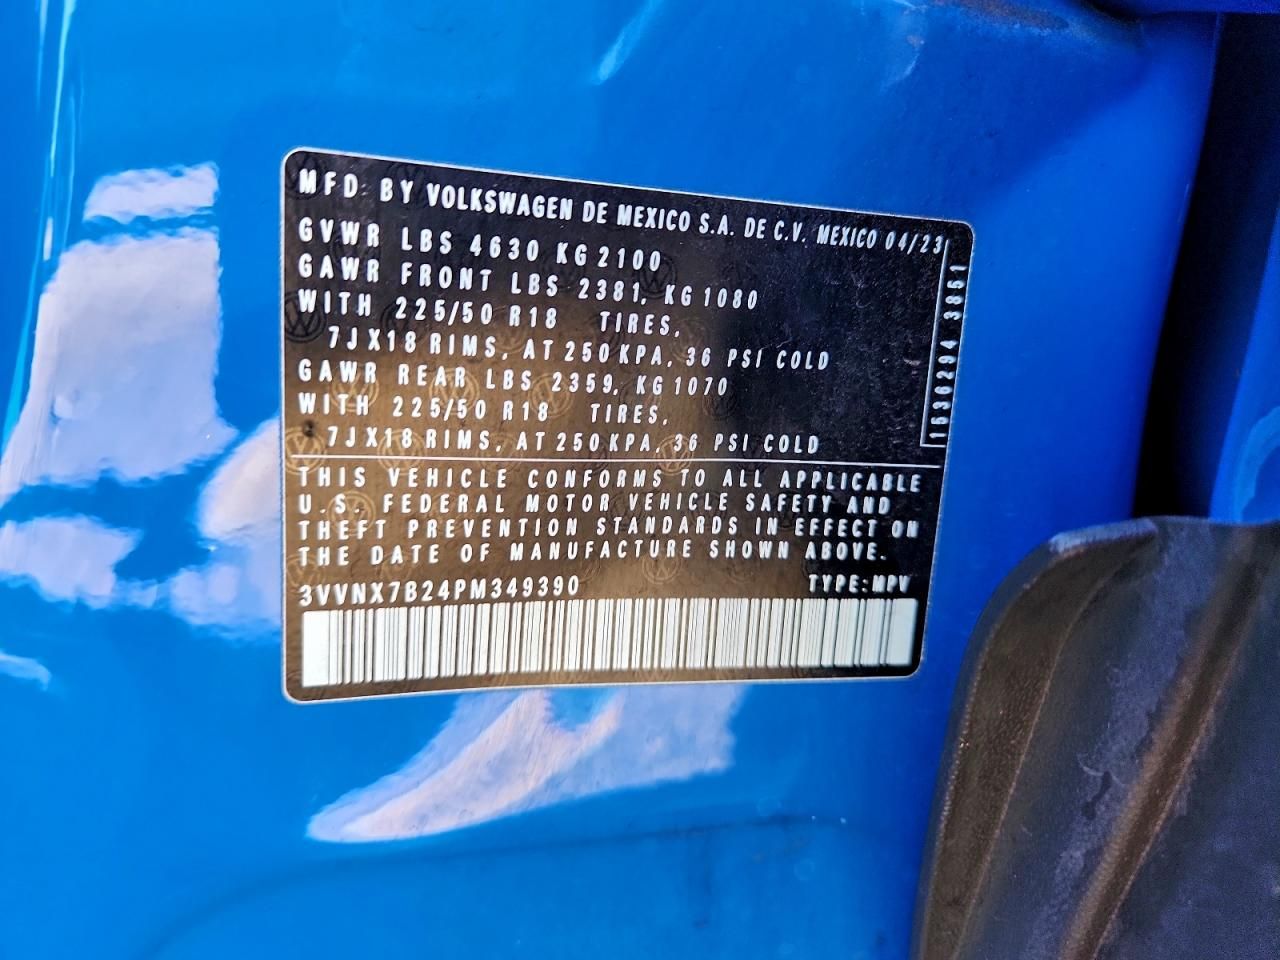 MFD. BY VOLKSWAGEN DE MEXICO S.A. DE C.V. MEXICO 04/23
GVWR LBS 4630 KG 2100
GAWR FRONT LBS 2381, KG 1080
WITH 225/50 R18 TIRES,
7JX18 RIMS, AT 250 KPA, 36 PSI COLD
GAWR REAR LBS 2359, KG 1070
WITH 225/50 R18 TIRES,
7JX18 RIMS, AT 250 KPA, 36 PSI COLD
1536294 3851
THIS VEHICLE CONFORMS TO ALL APPLICABLE
U.S. FEDERAL MOTOR VEHICLE SAFETY AND
THEFT PREVENTION STANDARDS IN EFFECT ON
THE DATE OF MANUFACTURE SHOWN ABOVE.
3VVNX7B24PM349390 TYPE: MPV